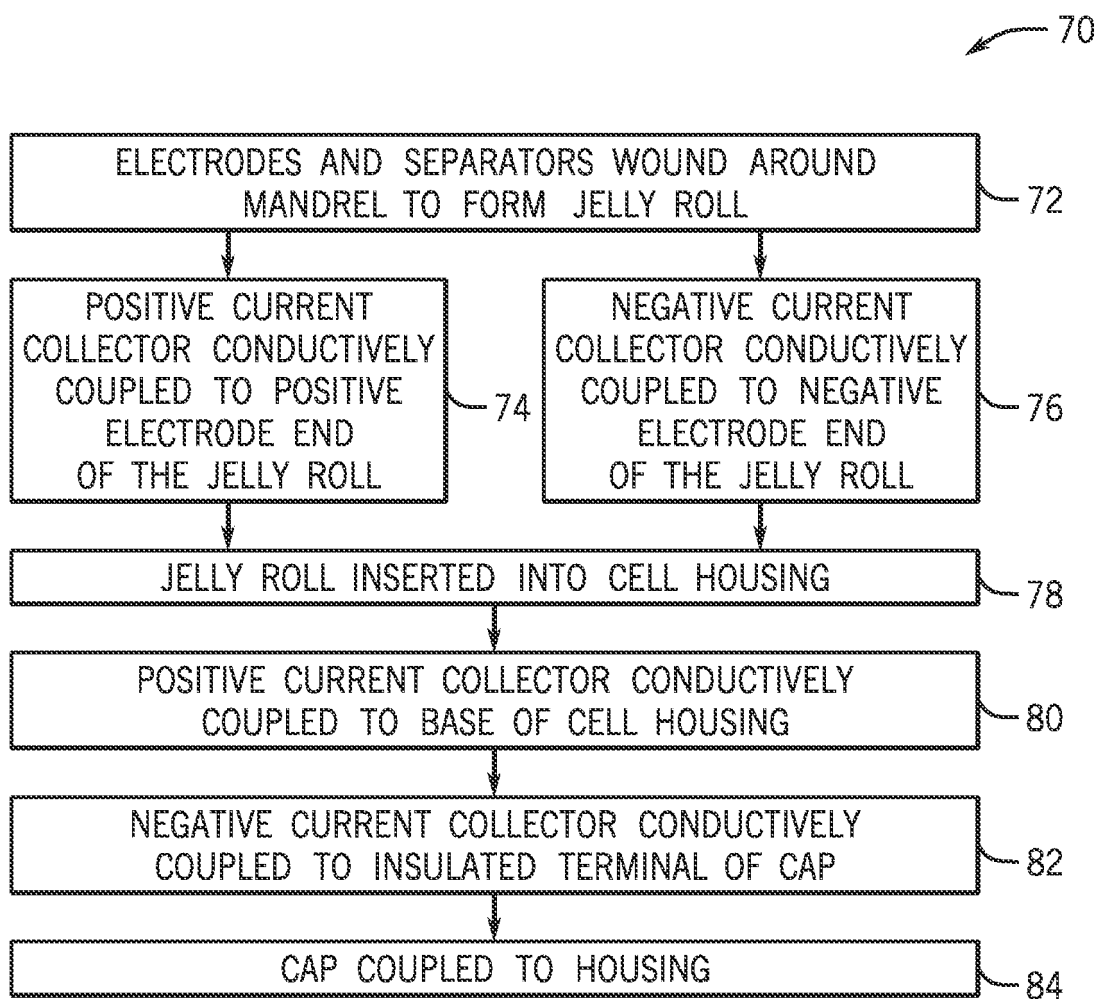 70
ELECTRODES AND SEPARATORS WOUND AROUND
MANDREL TO FORM JELLY ROLL
72
POSITIVE CURRENT
COLLECTOR CONDUCTIVELY
COUPLED TO POSITIVE
ELECTRODE END
OF THE JELLY ROLL
74
NEGATIVE CURRENT
COLLECTOR CONDUCTIVELY
COUPLED TO NEGATIVE
ELECTRODE END
OF THE JELLY ROLL
76
JELLY ROLL INSERTED INTO CELL HOUSING
78
POSITIVE CURRENT COLLECTOR CONDUCTIVELY
COUPLED TO BASE OF CELL HOUSING
80
NEGATIVE CURRENT COLLECTOR CONDUCTIVELY
COUPLED TO INSULATED TERMINAL OF CAP
82
CAP COUPLED TO HOUSING
84